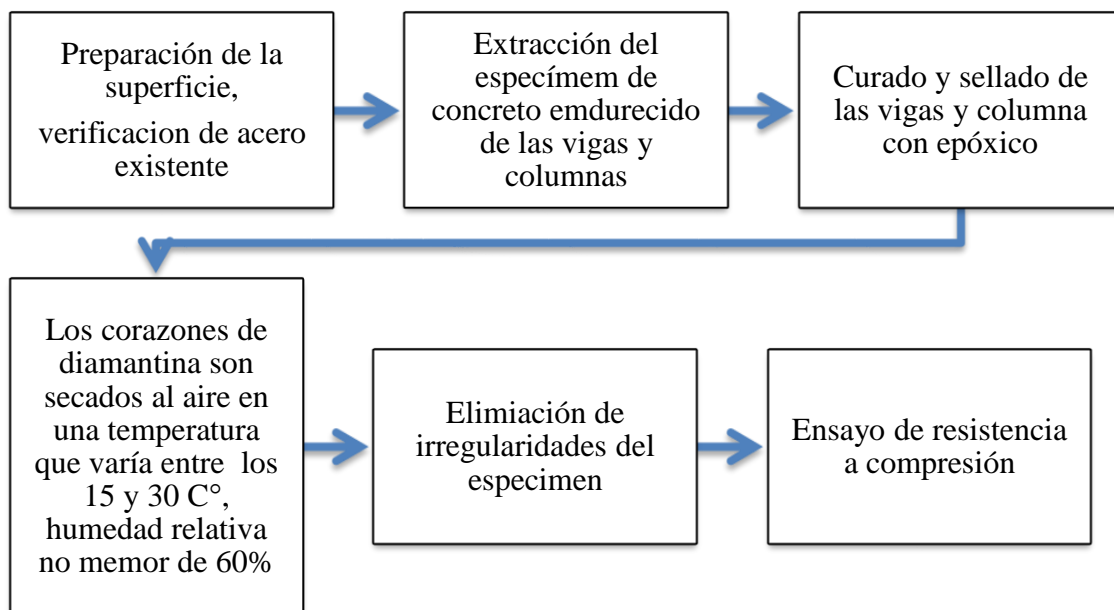 Preparación de la
superficie,
verificacion de acero
existente
Extracción del
especímem de
concreto emdurecido
de las vigas y
columnas
Curado y sellado de
las vigas y columna
con epóxico
Los corazones de
diamantina son
secados al aire en
una temperatura
que varía entre los
15 y 30 C°,
humedad relativa
no memor de 60%
Elimiación de
irregularidades del
especimen
Ensayo de resistencia
a compresión